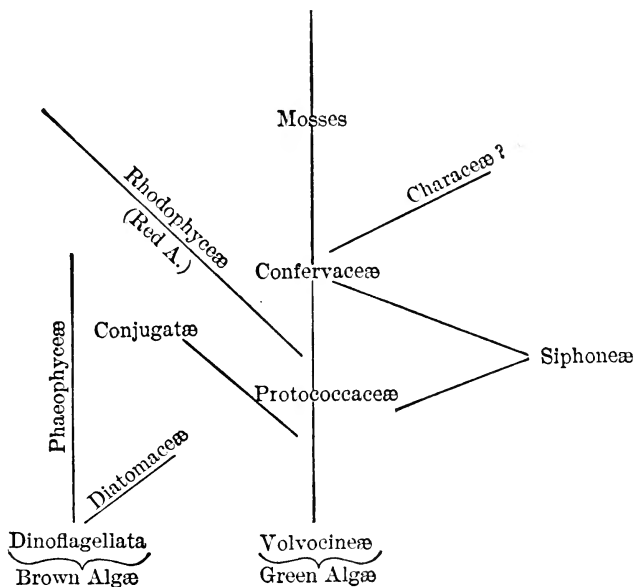 Mosses
Characeæ ?
Rhodophyceæ
(Red A.)
Confervaceæ
Conjugatæ
Siphoneæ
Phaeophyceæ
Protococcaceæ
Diatomaceæ
Dinoflagellata
Brown Algæ
Volvocineæ
Green Algæ